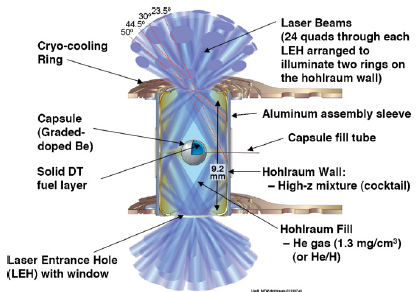 50°
44.5°
30°
23.5°
Laser Beams
(24 quads through each
LEH arranged to
illuminate two rings on
the hohlraum wall)
Cryo-cooling
Ring
Aluminum assembly sleeve
Capsule
(Graded-
doped Be)
Capsule fill tube
Solid DT
fuel layer
9.2
mm
Hohlraum Wall:
– High-z mixture (cocktail)
Hohlraum Fill
– He gas (1.3 mg/cm³)
(or He/H)
Laser Entrance Hole
(LEH) with window